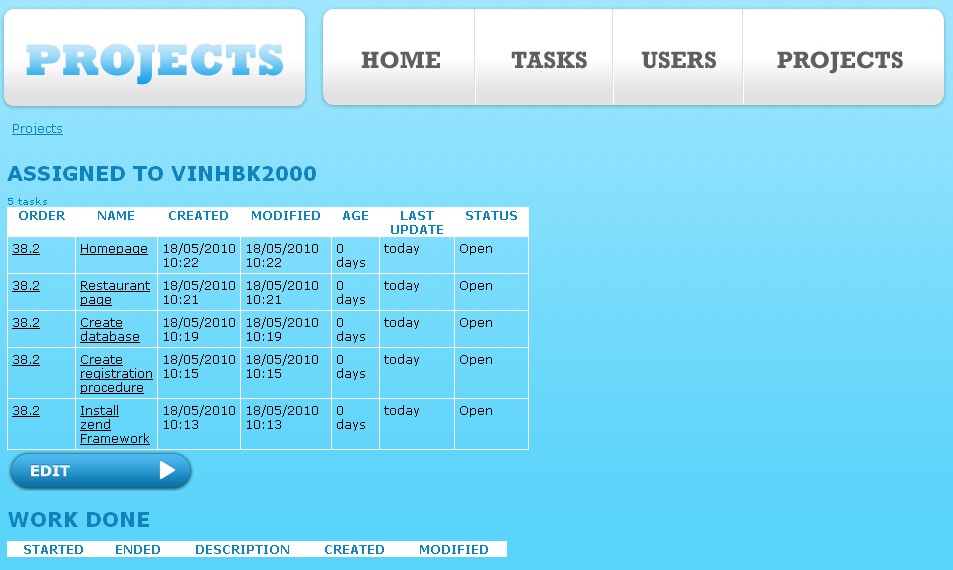 PROJECTS HOME TASKS USERS PROJECTS
Projects
ASSIGNED TO VINHBK2000
5 tasks
ORDER NAME CREATED MODIFIED AGE LAST UPDATE STATUS
38.2 Homepage 18/05/2010 10:22 18/05/2010 10:22 0 days today Open
38.2 Restaurant page 18/05/2010 10:21 18/05/2010 10:21 0 days today Open
38.2 Create database 18/05/2010 10:19 18/05/2010 10:19 0 days today Open
38.2 Create registration procedure 18/05/2010 10:15 18/05/2010 10:15 0 days today Open
38.2 Install zend Framework 18/05/2010 10:13 18/05/2010 10:13 0 days today Open
EDIT
WORK DONE
STARTED ENDED DESCRIPTION CREATED MODIFIED